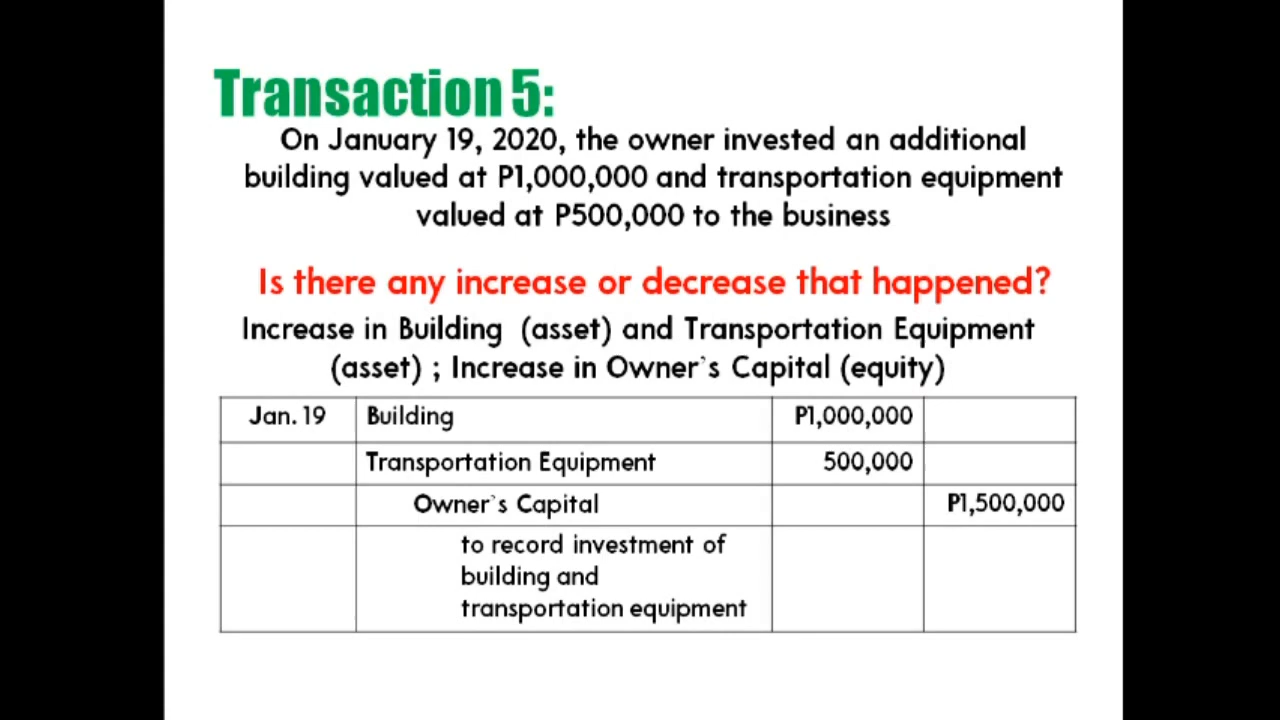 Transaction 5:
On January 19, 2020, the owner invested an additional
building valued at P1,000,000 and transportation equipment
valued at P500,000 to the business
Is there any increase or decrease that happened?
Increase in Building (asset) and Transportation Equipment
(asset) ; Increase in Owner's Capital (equity)
Jan. 19 Building P1,000,000
Transportation Equipment 500,000
Owner's Capital P1,500,000
to record investment of
building and
transportation equipment